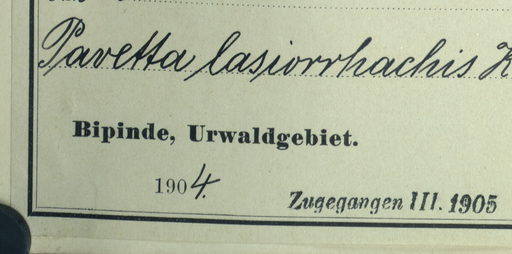 Pavetta lasiorrhachis K
Bipinde, Urwaldgebiet.
1904.
Zugegangen III. 1905